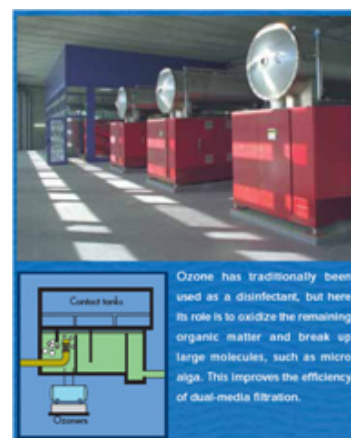 Contact tanks
Ozoners
Ozone has traditionally been
used as a disinfectant, but here
its role is to oxidize the remaining
organic matter and break up
large molecules, such as micro
alga. This improves the efficiency
of dual-media filtration.